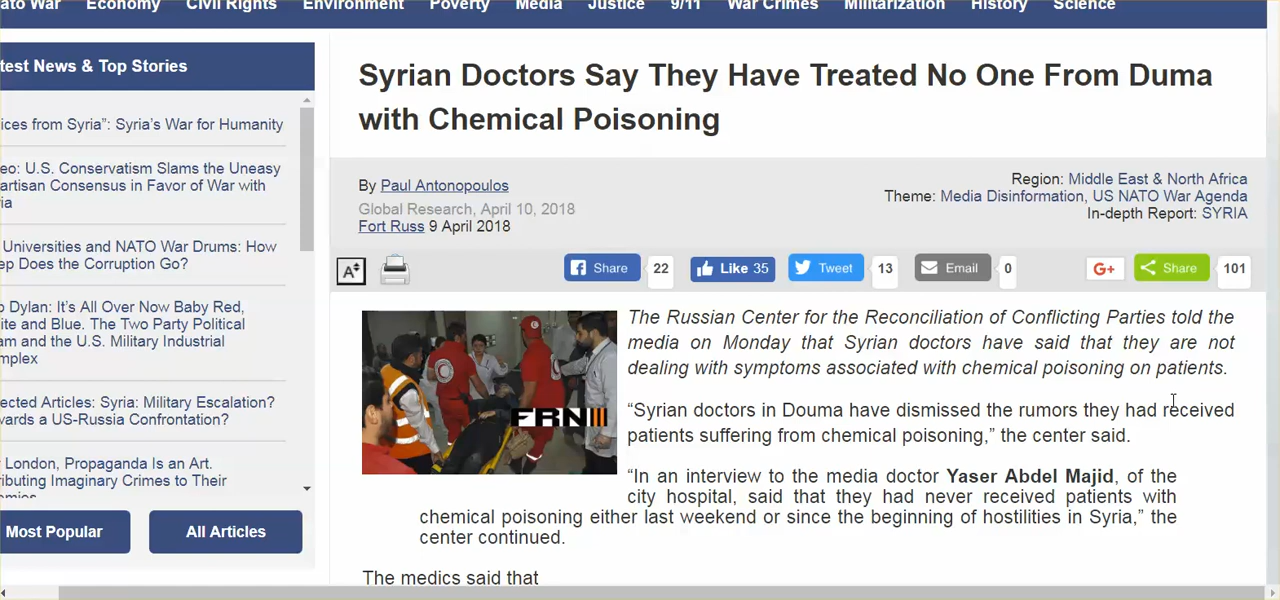 ato War Economy Civil Rights Environment Poverty Media Justice 9/11 War Crimes Militarization History Science
test News & Top Stories
ices from Syria”: Syria’s War for Humanity
eo: U.S. Conservatism Slams the Uneasy
artisan Consensus in Favor of War with
ria
Universities and NATO War Drums: How
ep Does the Corruption Go?
Dylan: It’s All Over Now Baby Red,
ite and Blue. The Two Party Political
am and the U.S. Military Industrial
mplex
ected Articles: Syria: Military Escalation?
vards a US-Russia Confrontation?
London, Propaganda Is an Art.
ributing Imaginary Crimes to Their
Most Popular
All Articles
Syrian Doctors Say They Have Treated No One From Duma
with Chemical Poisoning
By Paul Antonopoulos
Global Research, April 10, 2018
Fort Russ 9 April 2018
Region: Middle East & North Africa
Theme: Media Disinformation, US NATO War Agenda
In-depth Report: SYRIA
A Share 22 Like 35 Tweet 13 Email 0 G+ Share 101
FRN
The Russian Center for the Reconciliation of Conflicting Parties told the
media on Monday that Syrian doctors have said that they are not
dealing with symptoms associated with chemical poisoning on patients.
“Syrian doctors in Douma have dismissed the rumors they had received
patients suffering from chemical poisoning,” the center said.
“In an interview to the media doctor Yaser Abdel Majid, of the
city hospital, said that they had never received patients with
chemical poisoning either last weekend or since the beginning of hostilities in Syria,” the
center continued.
The medics said that